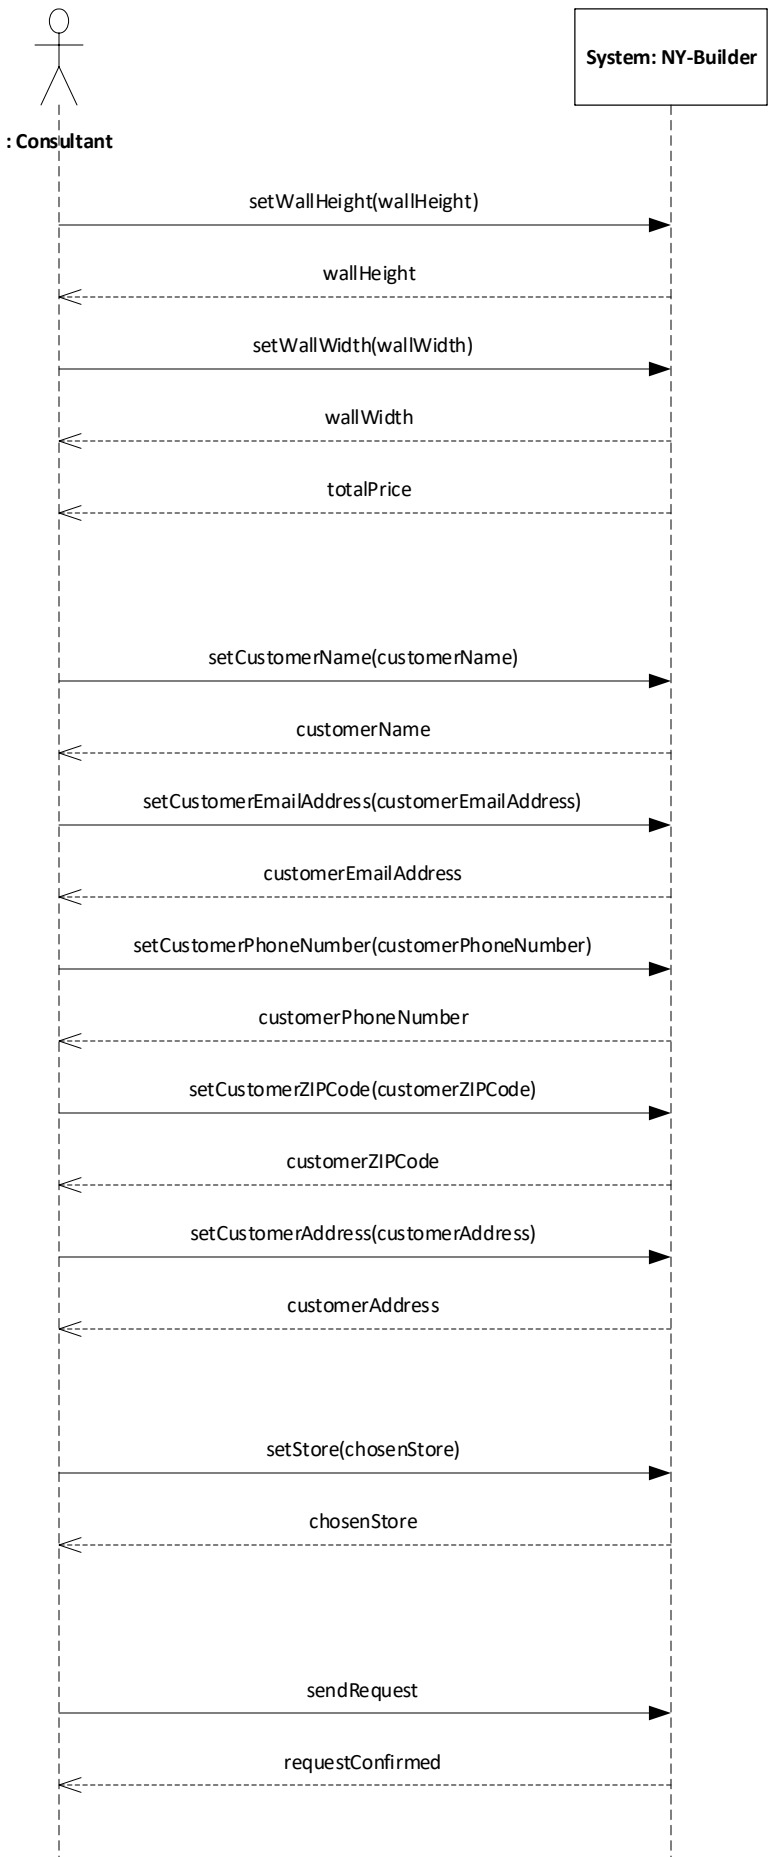 System: NY-Builder
: Consultant
setWallHeight(wallHeight)
wallHeight
setWallWidth(wallWidth)
wallWidth
totalPrice
setCustomerName(customerName)
customerName
setCustomerEmailAddress(customerEmailAddress)
customerEmailAddress
setCustomerPhoneNumber(customerPhoneNumber)
customerPhoneNumber
setCustomerZIPCode(customerZIPCode)
customerZIPCode
setCustomerAddress(customerAddress)
customerAddress
setStore(chosenStore)
chosenStore
sendRequest
requestConfirmed